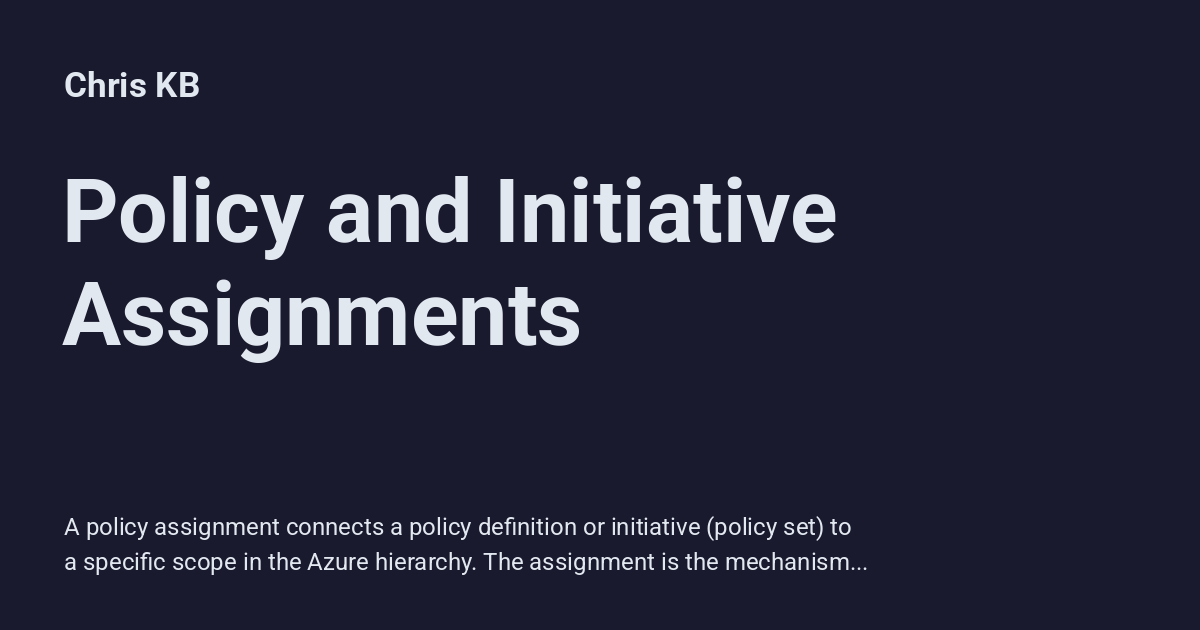 Chris KB
Policy and Initiative
Assignments
A policy assignment connects a policy definition or initiative (policy set) to
a specific scope in the Azure hierarchy. The assignment is the mechanism...